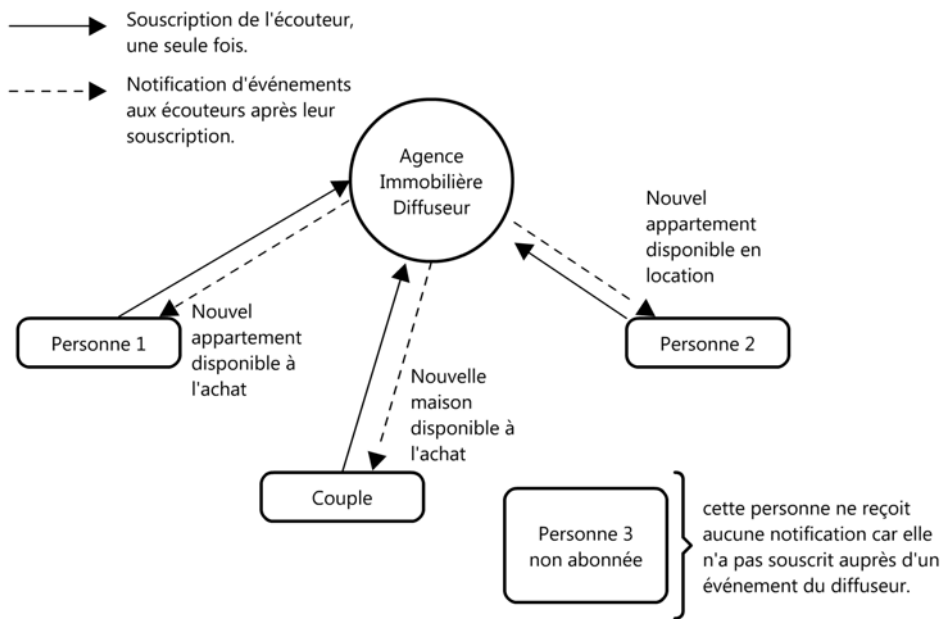 Souscription de l'écouteur,
une seule fois.
Notification d'événements
aux écouteurs après leur
souscription.
Agence
Immobilière
Diffuseur
Nouvel
appartement
disponible en
location
Personne 1
Nouvel
appartement
disponible à
l'achat
Personne 2
Nouvelle
maison
disponible à
l'achat
Couple
Personne 3
non abonnée
cette personne ne reçoit
aucune notification car elle
n'a pas souscrit auprès d'un
événement du diffuseur.